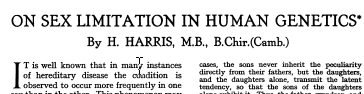 ON SEX LIMITATION IN HUMAN GENETICS*
By H. HARRIS, M.B., B.Chir.(Camb.)
IT is well known that in many instances
of hereditary disease the condition is
observed to occur more frequently in one
cases, the sons never inherit the peculiarity
directly from their fathers, but the daughters,
and the daughters alone, transmit the latent
tendency, so that the sons of the daughters